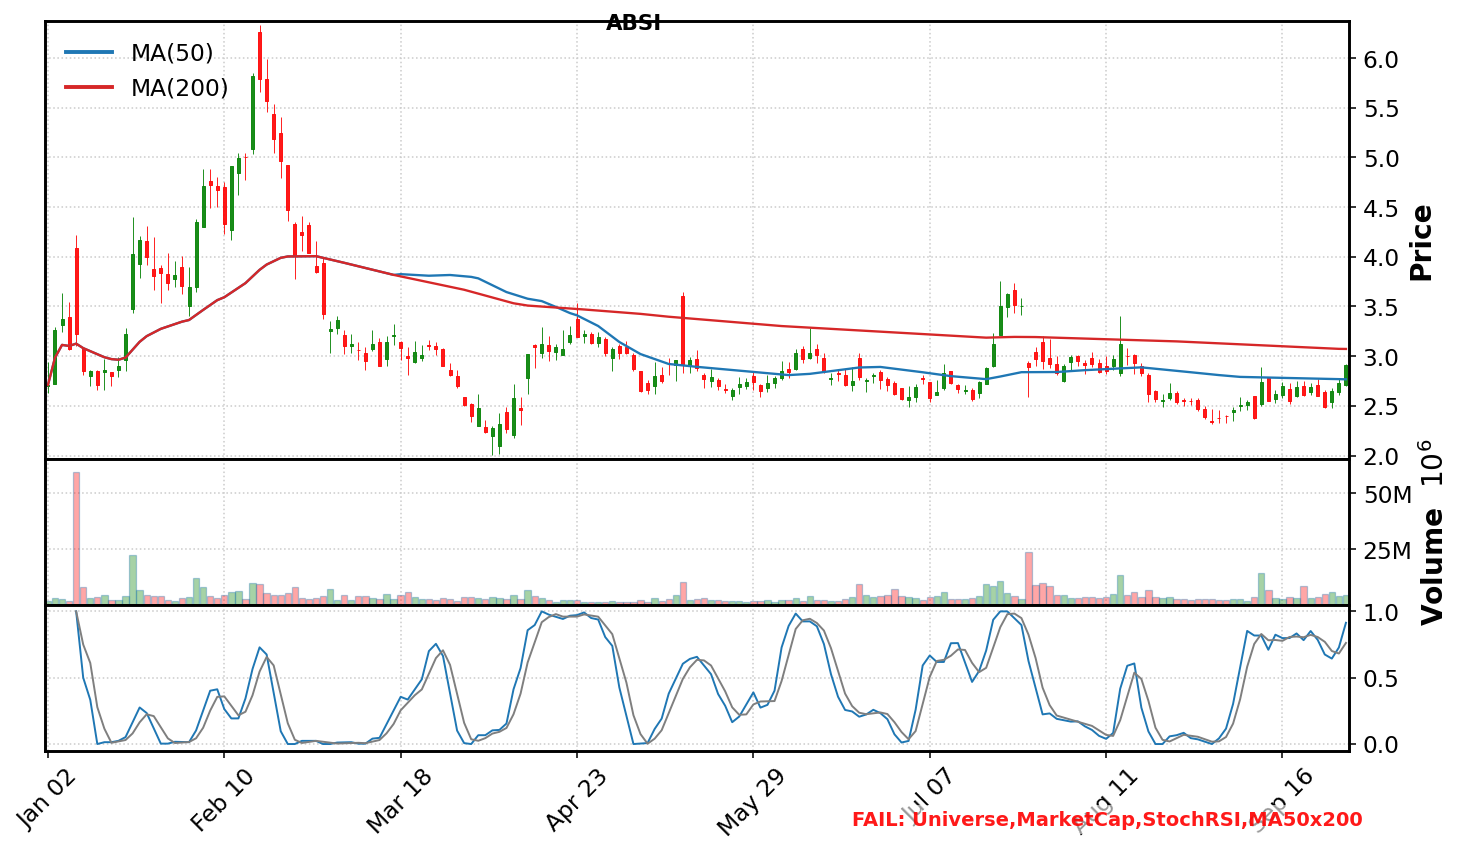 ABSI
MA(50)
MA(200)
6.0
5.5
5.0
4.5
4.0
3.5
3.0
2.5
2.0
Price
50M
25M
Volume 10⁶
1.0
0.5
0.0
Jan 02
Feb 10
Mar 18
Apr 23
May 29
Jul 07
Aug 11
Sep 16
FAIL: Universe,MarketCap,StochRSI,MA50x200